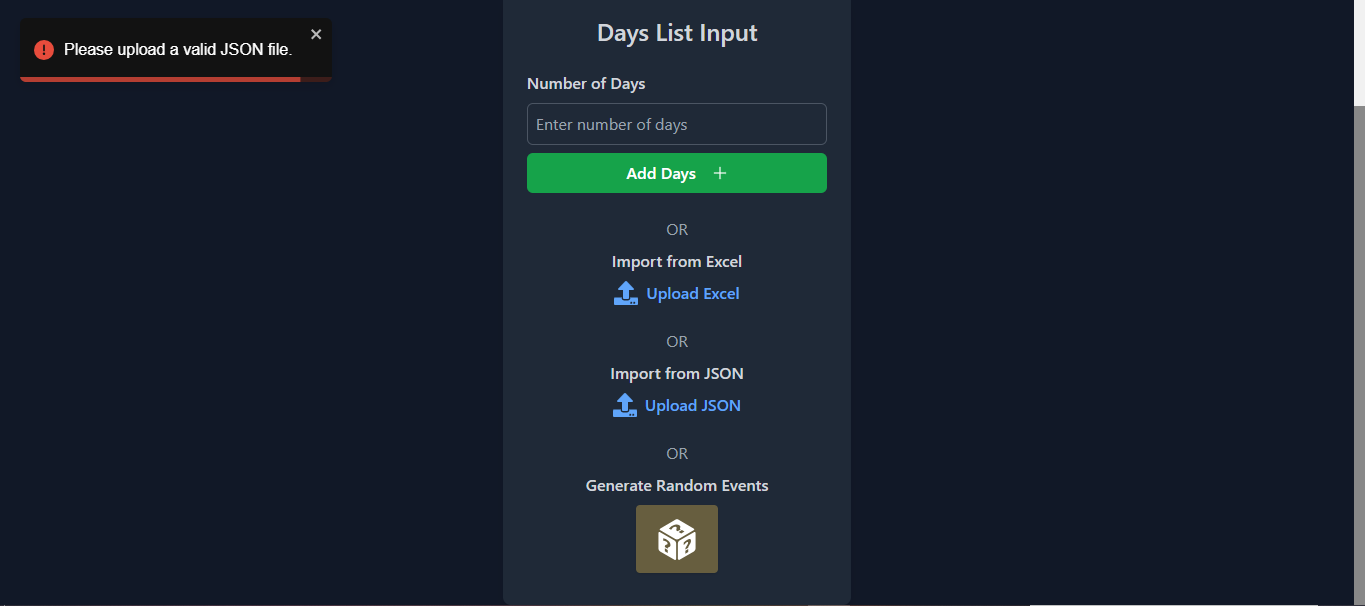 Please upload a valid JSON file.
Days List Input
Number of Days
Enter number of days
Add Days
OR
Import from Excel
Upload Excel
OR
Import from JSON
Upload JSON
OR
Generate Random Events